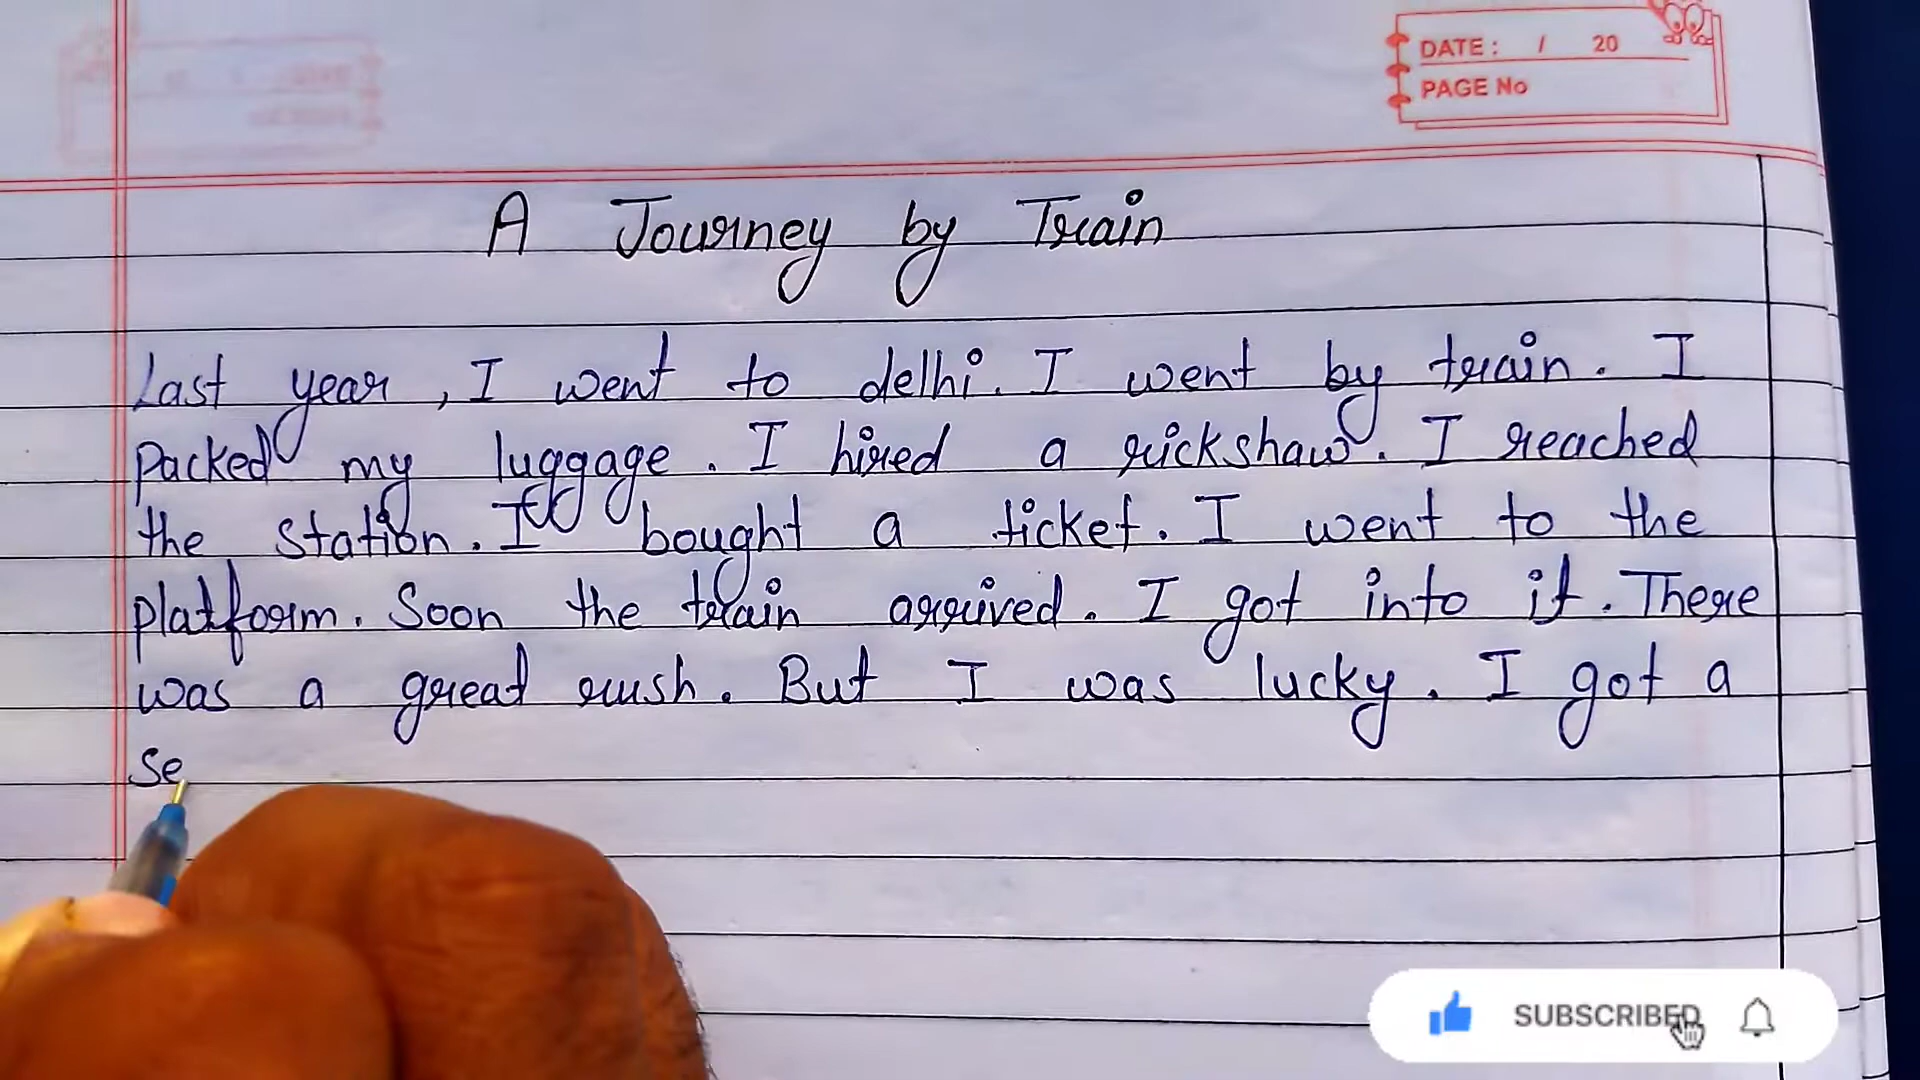 DATE: / 20
PAGE No
A Journey by Train
Last year, I went to delhi. I went by train. I
packed my luggage. I hired a rickshaw. I reached
the station. I bought a ticket. I went to the
platform. Soon the train arrived. I got into it. There
was a great rush. But I was lucky. I got a
se
SUBSCRIBED